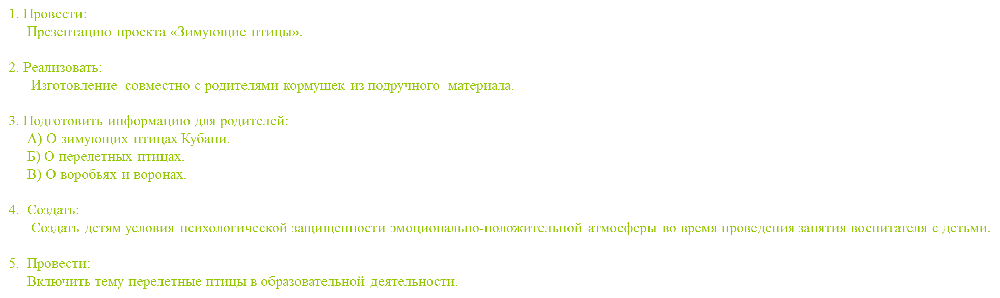 1. Провести:
Презентацию проекта «Зимующие птицы».
2. Реализовать:
Изготовление совместно с родителями кормушек из подручного материала.
3. Подготовить информацию для родителей:
А) О зимующих птицах Кубани.
Б) О перелетных птицах.
В) О воробьях и воронах.
4. Создать:
Создать детям условия психологической защищенности эмоционально-положительной атмосферы во время проведения занятия воспитателя с детьми.
5. Провести:
Включить тему перелетные птицы в образовательной деятельности.